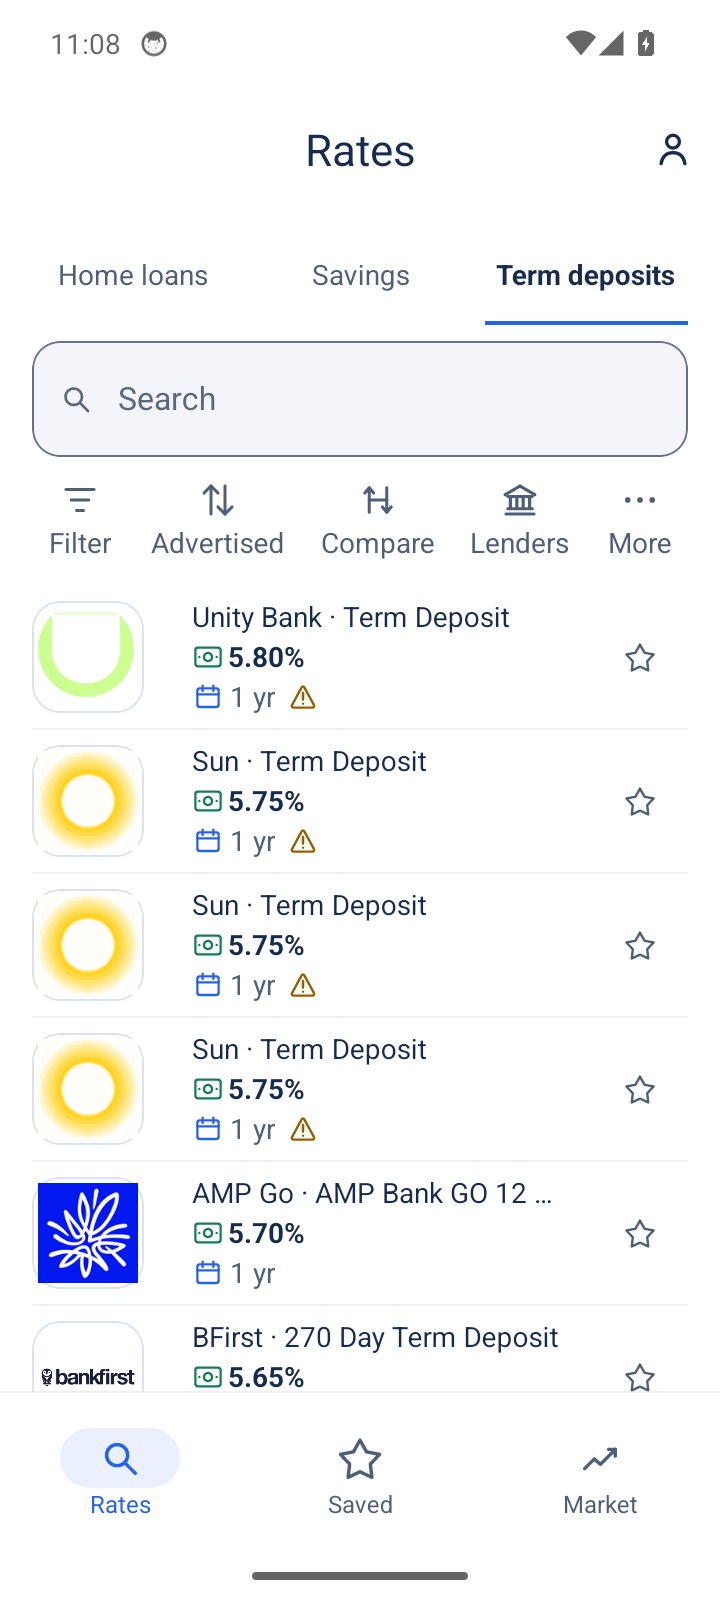 11:08
Rates
Home loans
Savings
Term deposits
Search
Filter
Advertised
Compare
Lenders
More
Unity Bank · Term Deposit
5.80%
1 yr
Sun · Term Deposit
5.75%
1 yr
Sun · Term Deposit
5.75%
1 yr
Sun · Term Deposit
5.75%
1 yr
AMP Go · AMP Bank GO 12 ...
5.70%
1 yr
bankfirst
BFirst · 270 Day Term Deposit
5.65%
Rates
Saved
Market